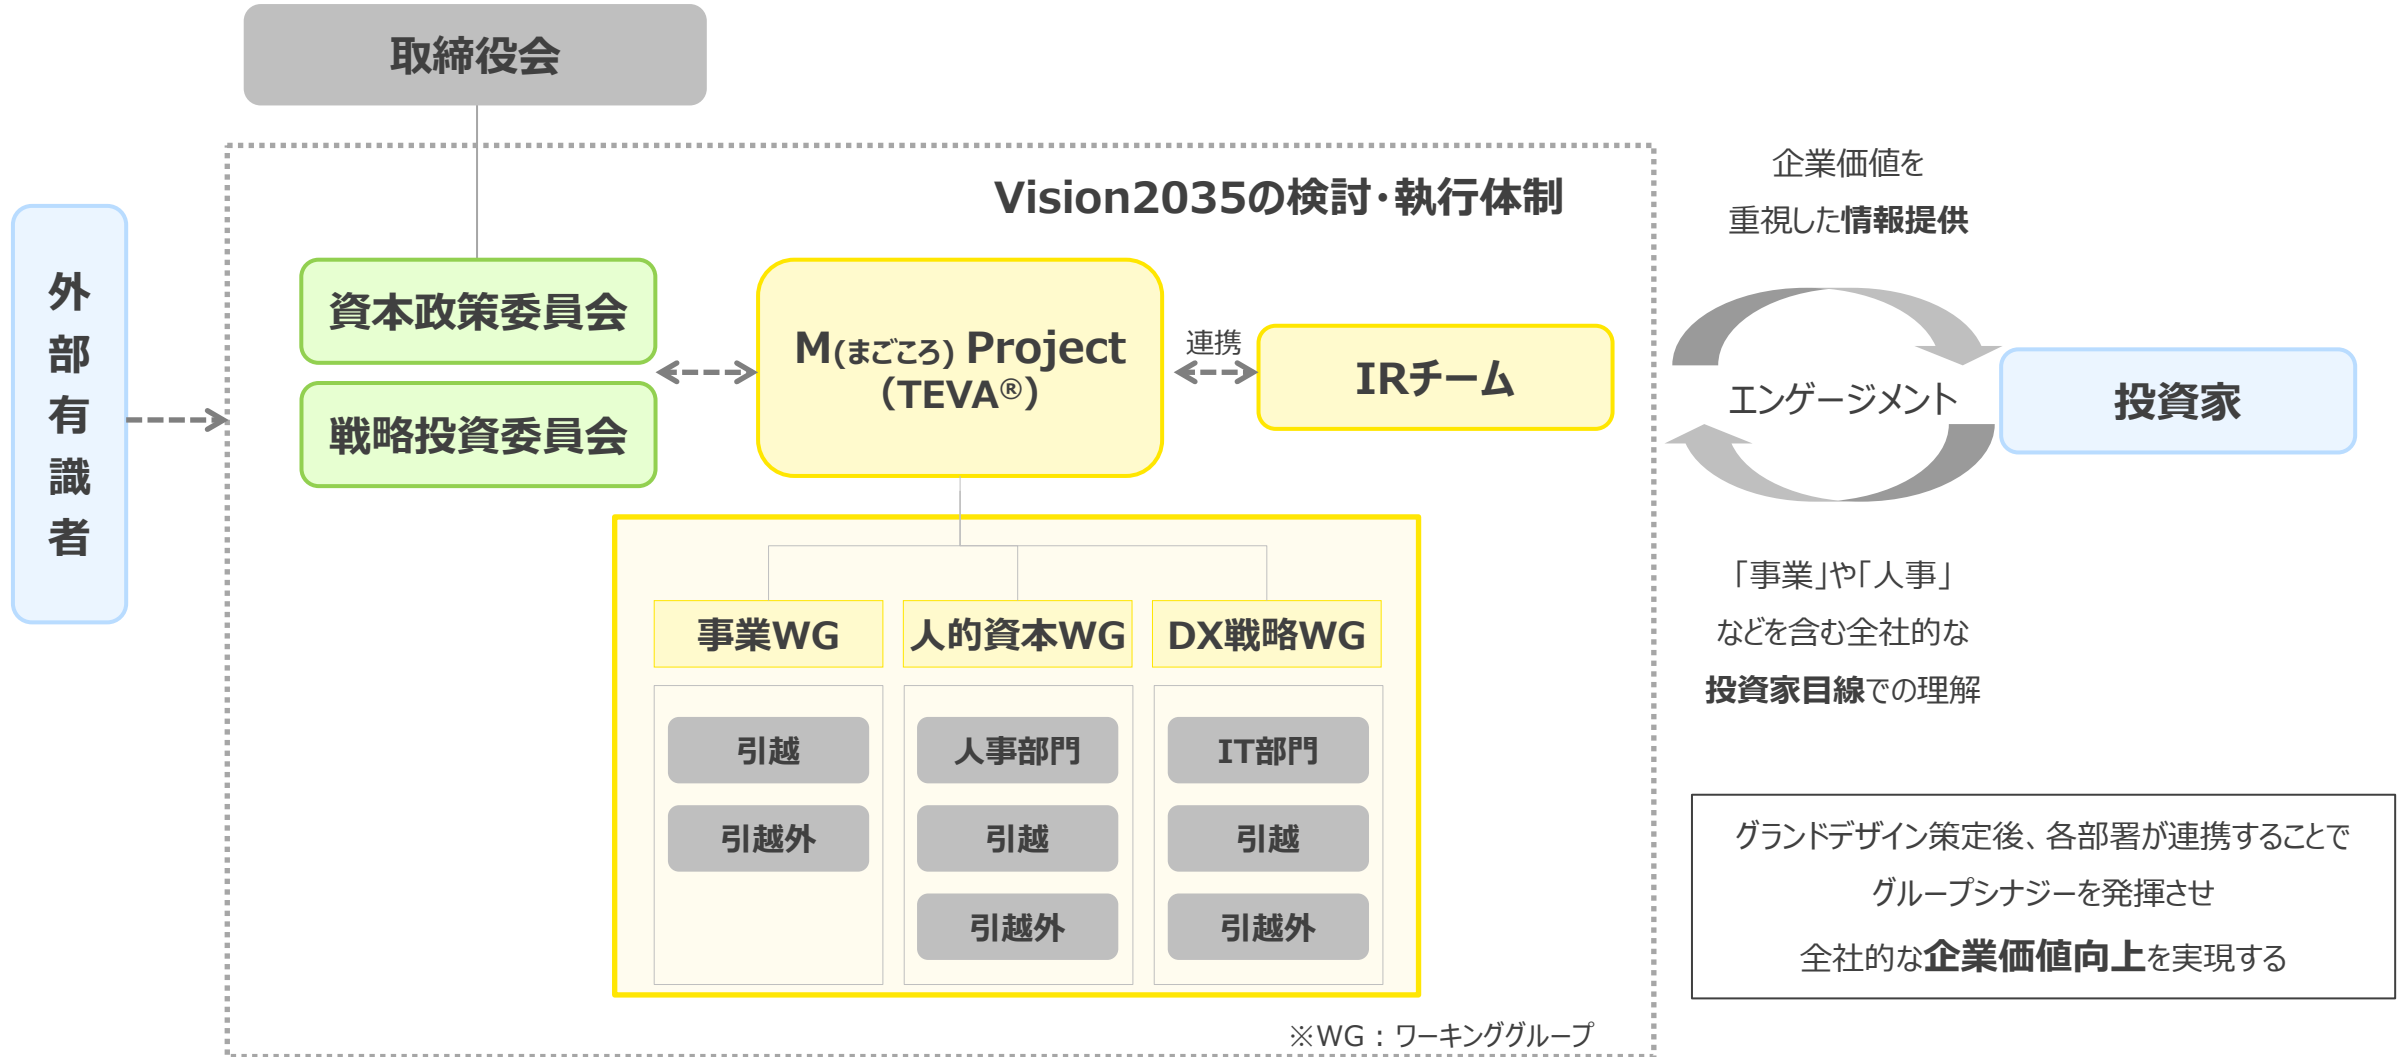 取締役会
Vision2035の検討・執行体制
外
部
有
識
者
資本政策委員会
戦略投資委員会
M(まごころ) Project
（TEVA®）
連携
IRチーム
企業価値を
重視した情報提供
エンゲージメント
投資家
「事業」や「人事」
などを含む全社的な
投資家目線での理解
事業WG
引越
引越外
人的資本WG
人事部門
引越
引越外
DX戦略WG
IT部門
引越
引越外
※WG：ワーキンググループ
グランドデザイン策定後、各部署が連携することで
グループシナジーを発揮させ
全社的な企業価値向上を実現する